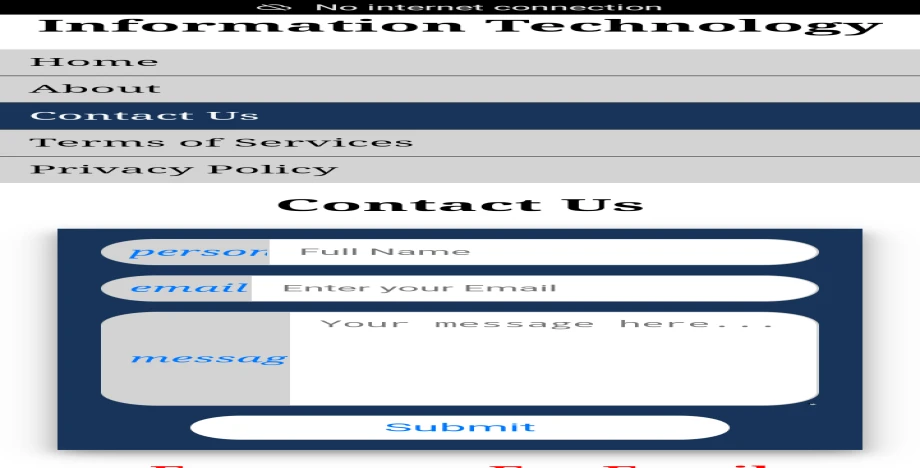 No internet connection
Information Technology
Home
About
Contact Us
Terms of Services
Privacy Policy
Contact Us
person Full Name
email Enter your Email
Your message here...
messag
Submit